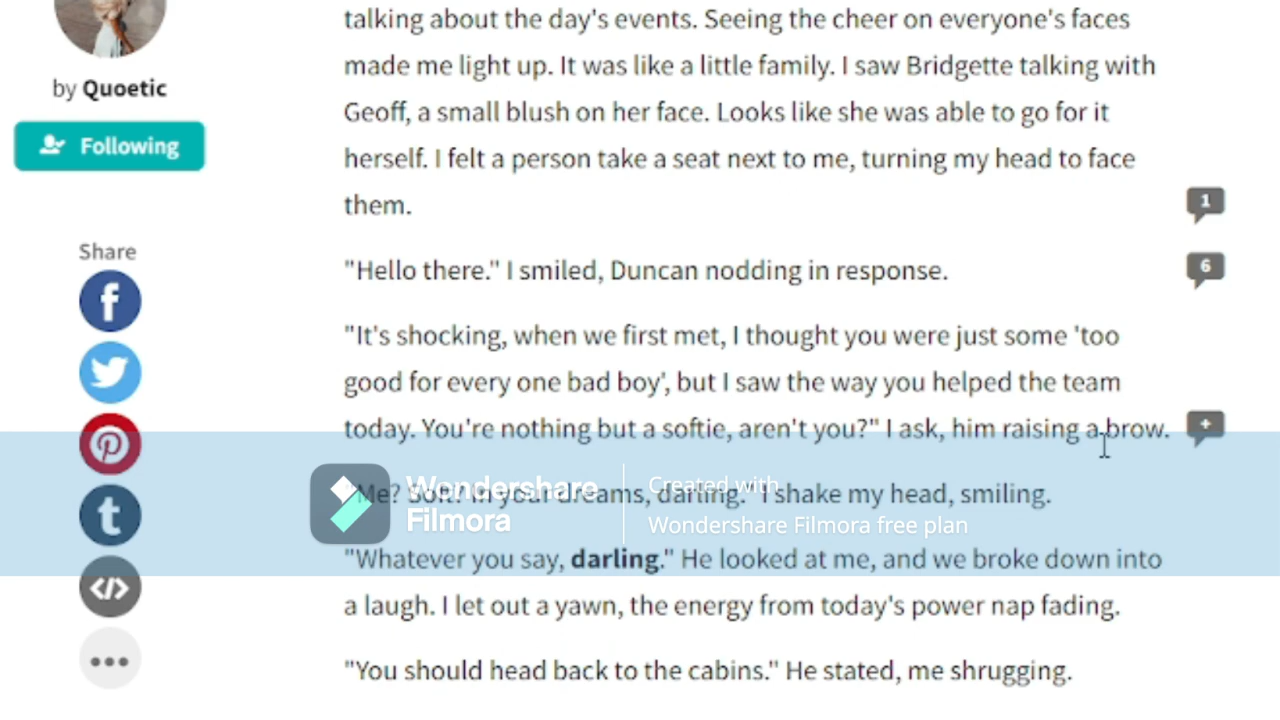 talking about the day's events. Seeing the cheer on everyone's faces
made me light up. It was like a little family. I saw Bridgette talking with
by Quoetic
Geoff, a small blush on her face. Looks like she was able to go for it
Following
herself. I felt a person take a seat next to me, turning my head to face
them.
1
Share
"Hello there." I smiled, Duncan nodding in response.
6
"It's shocking, when we first met, I thought you were just some 'too
good for every one bad boy', but I saw the way you helped the team
today. You're nothing but a softie, aren't you?" I ask, him raising a brow.
+
"Me? Soft? In your dreams, darling." I shake my head, smiling.
Wondershare
Filmora
Created with
Wondershare Filmora free plan
"Whatever you say, darling." He looked at me, and we broke down into
a laugh. I let out a yawn, the energy from today's power nap fading.
"You should head back to the cabins." He stated, me shrugging.